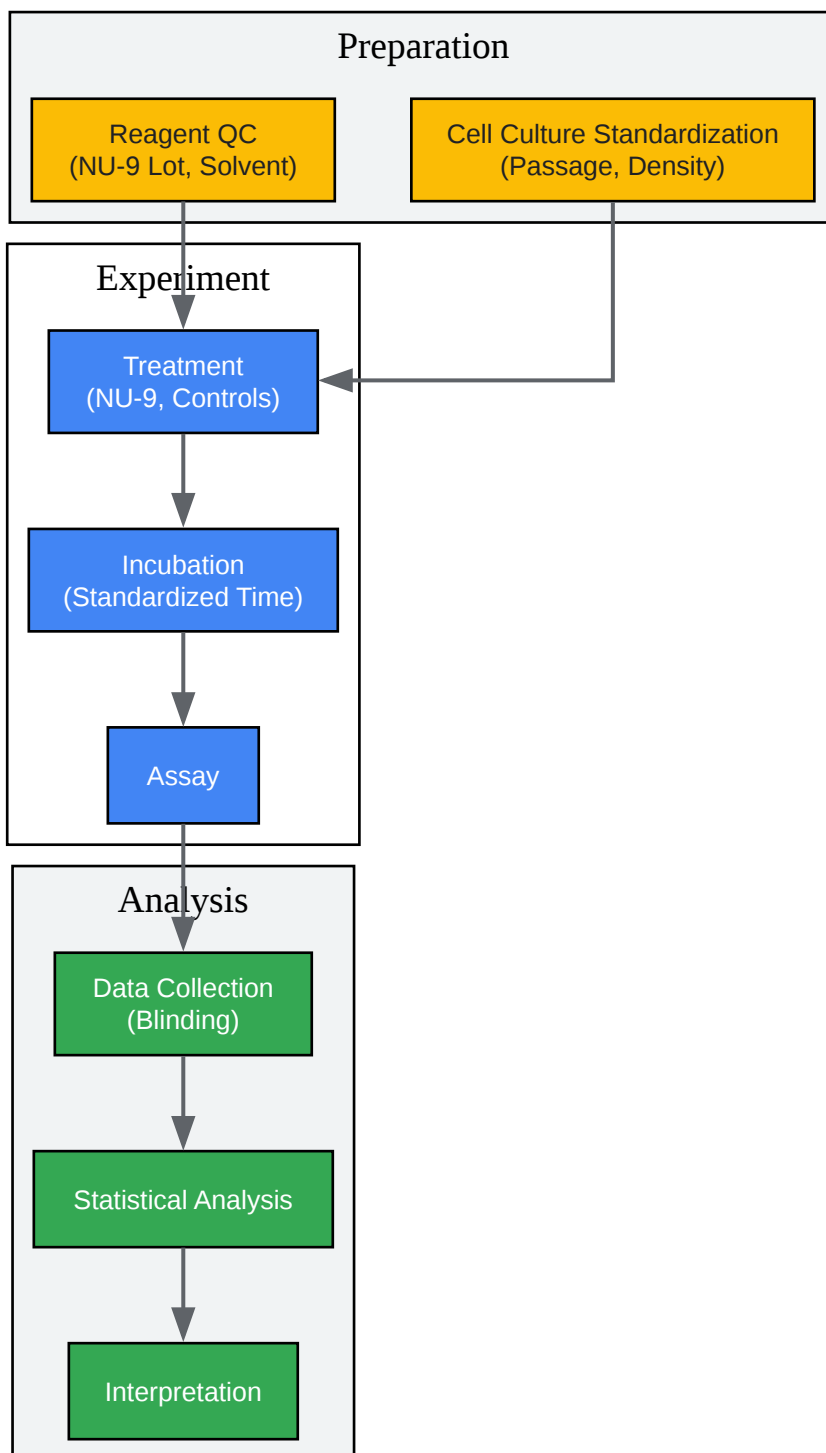 Preparation
Reagent QC
(NU-9 Lot, Solvent)
Cell Culture Standardization
(Passage, Density)
Experiment
Treatment
(NU-9, Controls)
Incubation
(Standardized Time)
Assay
Analysis
Data Collection
(Blinding)
Statistical Analysis
Interpretation